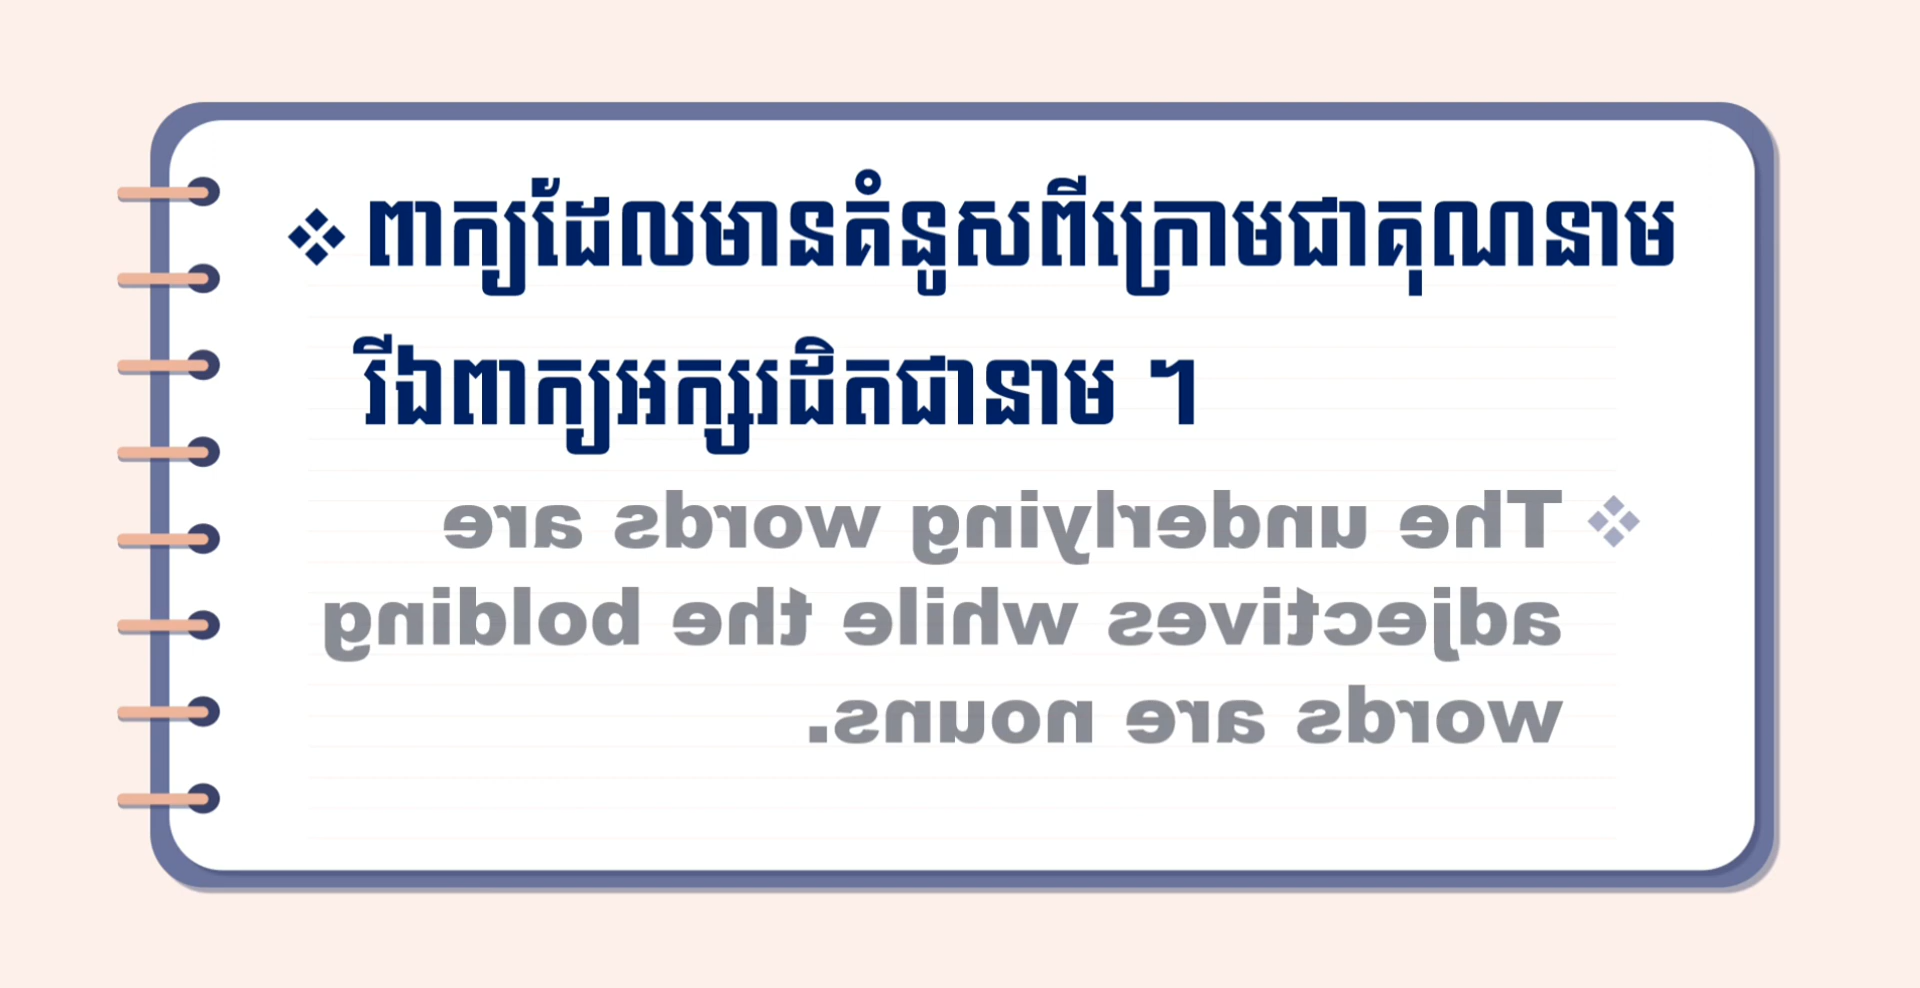 ❖ ពាក្យដែលមានគំនូសពីក្រោមជាគុណនាម
រីឯពាក្យអក្សរដិតជានាម ។
❖ The underlying words are
adjectives while the bolding
words are nouns.